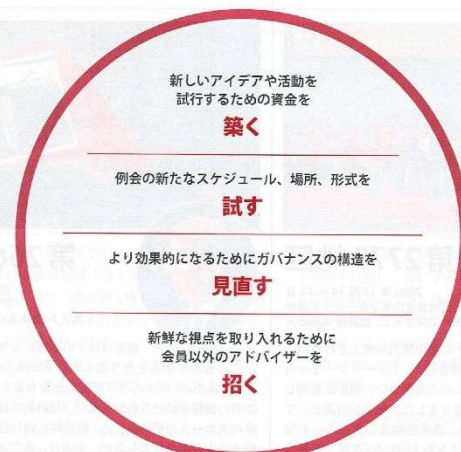 新しいアイデアや活動を
試行するための資金を
築く
例会の新たなスケジュール、場所、形式を
試す
より効果的になるためにガバナンスの構造を
見直す
新鮮な視点を取り入れるために
会員以外のアドバイザーを
招く